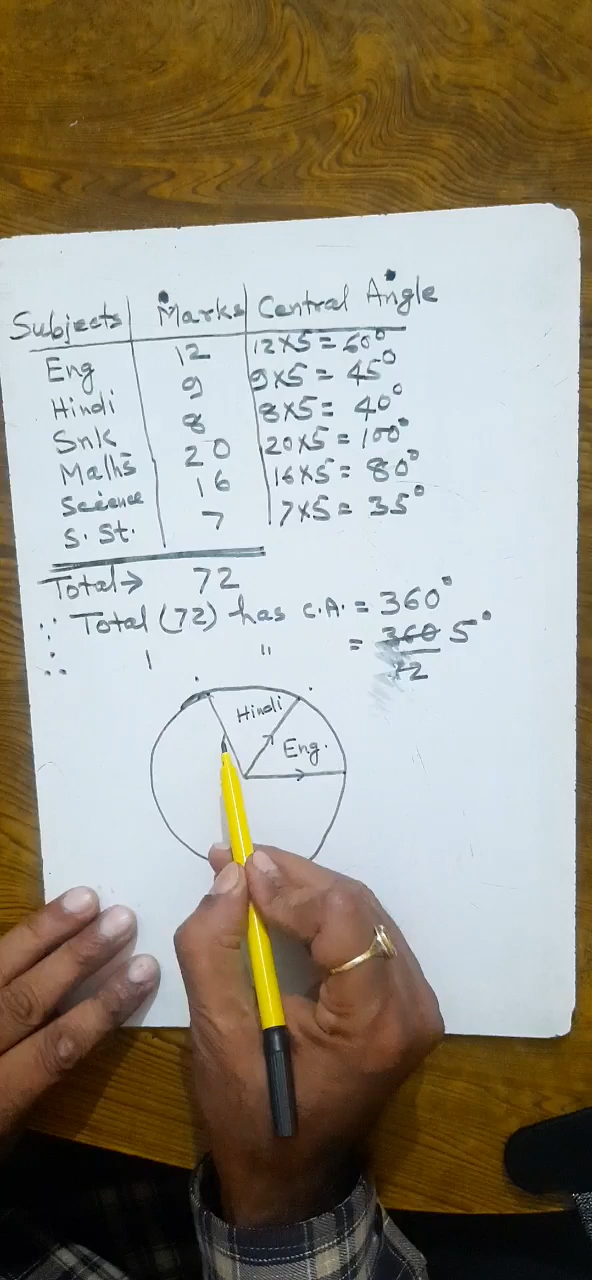 Subjects Marks Central Angle
Eng 12 12×5 = 60°
Hindi 9 9×5 = 45°
Snk 8 8×5 = 40°
Maths 20 20×5 = 100°
Science 16 16×5 = 80°
S. St. 7 7×5 = 35°
Total→ 72
∵ Total (72) has C.A. = 360°
∴ 1 " = 360/72 5°
Hindi
Eng.